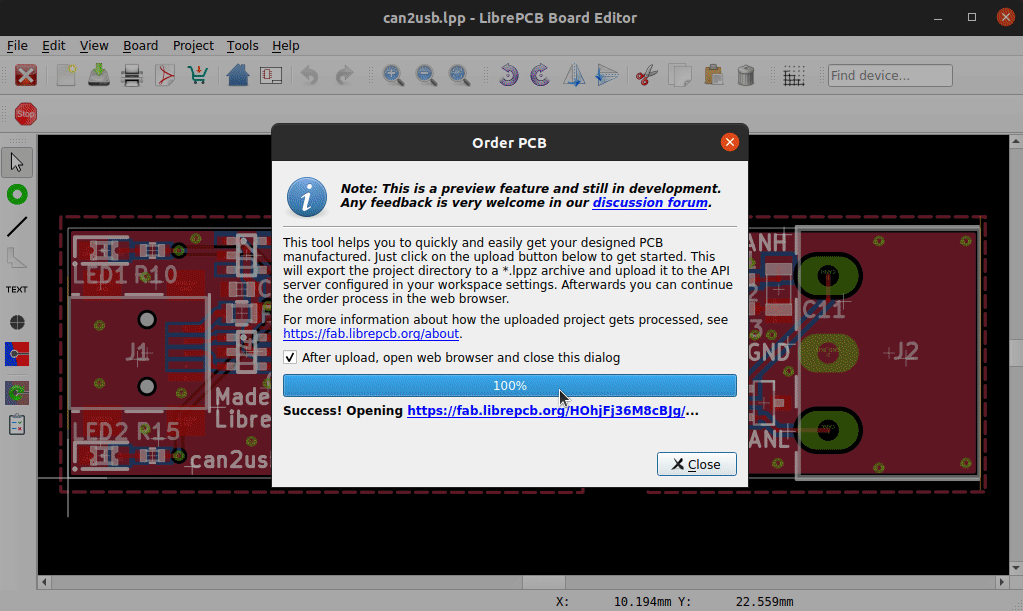 can2usb.lpp - LibrePCB Board Editor
File Edit View Board Project Tools Help
Find device...
Stop
Order PCB
Note: This is a preview feature and still in development.
Any feedback is very welcome in our discussion forum.
This tool helps you to quickly and easily get your designed PCB
manufactured. Just click on the upload button below to get started. This
will export the project directory to a *.lppz archive and upload it to the API
server configured in your workspace settings. Afterwards you can continue
the order process in the web browser.
For more information about how the uploaded project gets processed, see
https://fab.librepcb.org/about.
After upload, open web browser and close this dialog
100%
Success! Opening https://fab.librepcb.org/HOhjFj36M8cBJg/...
Close
TEXT
LED1 R10
J1
LED2 R15
Made
Libre
can2usb
ANH
C11
3
GND
J2
ANL
X: 10.194mm Y: 22.559mm